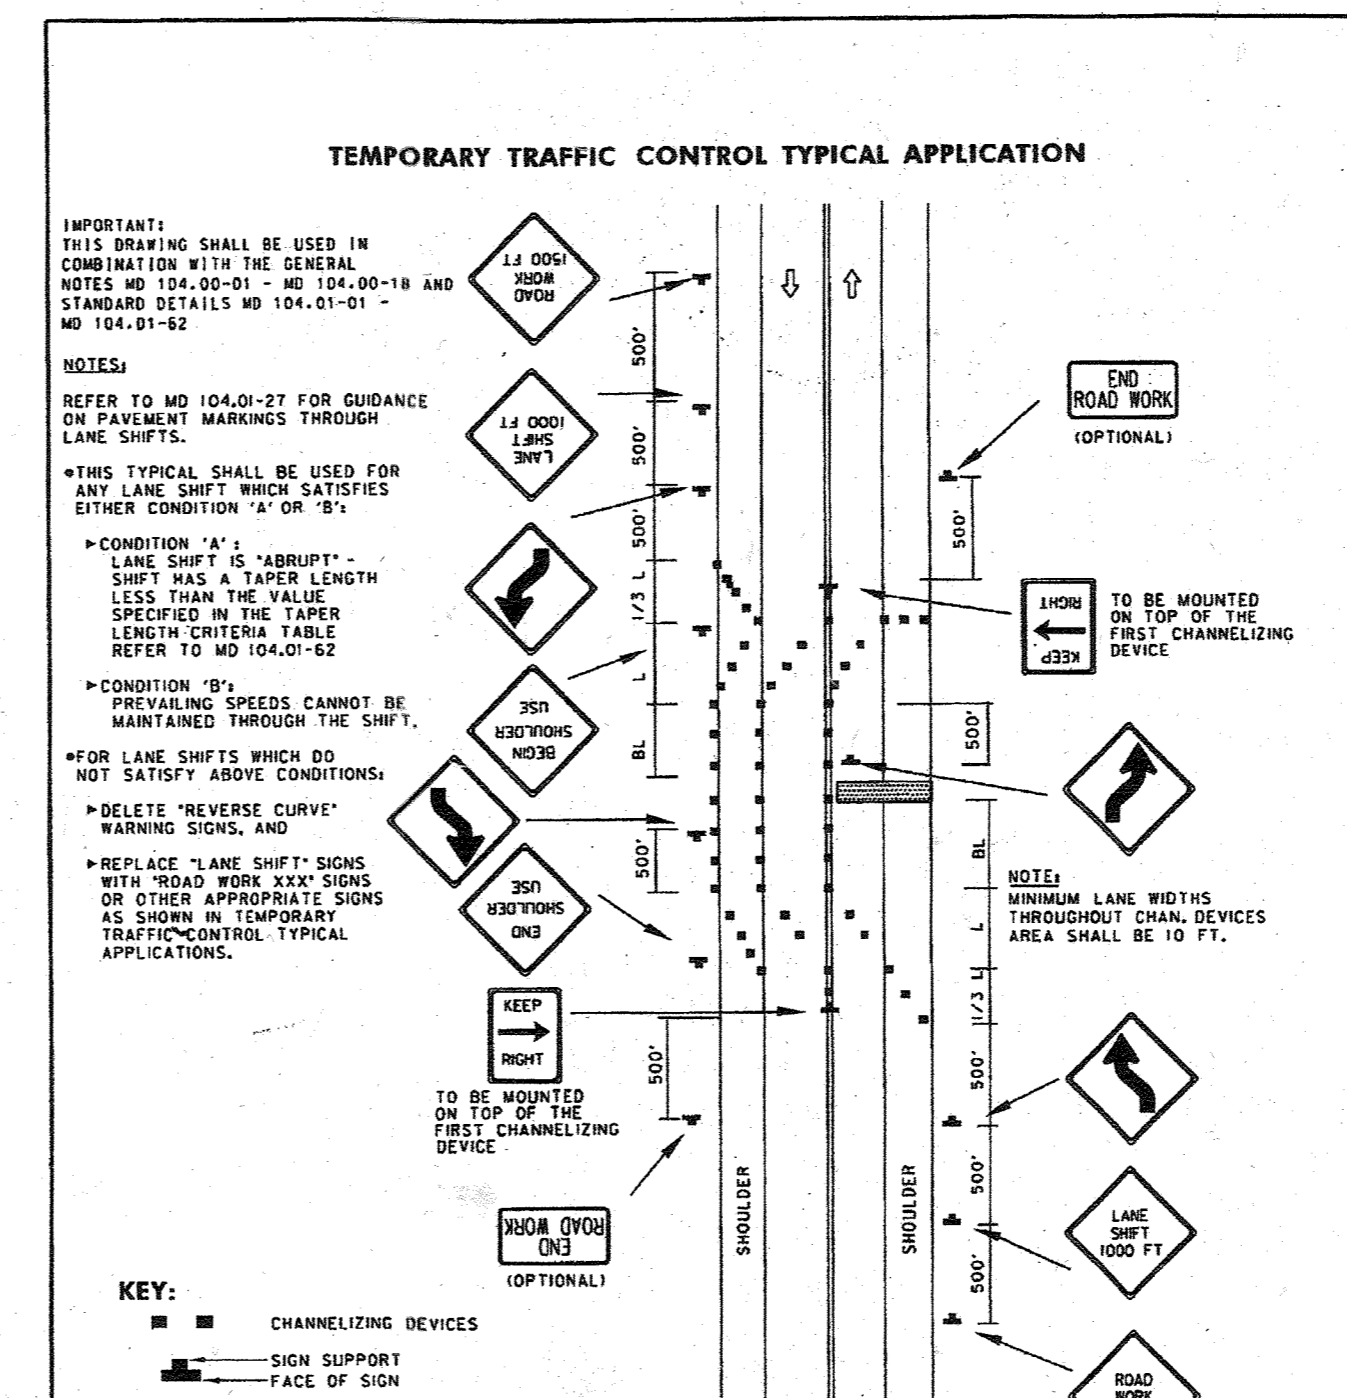 TEMPORARY TRAFFIC CONTROL TYPICAL APPLICATION
IMPORTANT:
THIS DRAWING SHALL BE USED IN
COMBINATION WITH THE GENERAL
NOTES MD 104.00-01 - MD 104.00-18 AND
STANDARD DETAILS MD 104.01-01 -
MD 104.01-62
NOTES:
REFER TO MD 104.01-27 FOR GUIDANCE
ON PAVEMENT MARKINGS THROUGH
LANE SHIFTS.
•THIS TYPICAL SHALL BE USED FOR
ANY LANE SHIFT WHICH SATISFIES
EITHER CONDITION 'A' OR 'B':
►CONDITION 'A':
LANE SHIFT IS "ABRUPT" -
SHIFT HAS A TAPER LENGTH
LESS THAN THE VALUE
SPECIFIED IN THE TAPER
LENGTH CRITERIA TABLE
REFER TO MD 104.01-62
►CONDITION 'B':
PREVAILING SPEEDS CANNOT BE
MAINTAINED THROUGH THE SHIFT.
•FOR LANE SHIFTS WHICH DO
NOT SATISFY ABOVE CONDITIONS:
►DELETE "REVERSE CURVE"
WARNING SIGNS, AND
►REPLACE "LANE SHIFT" SIGNS
WITH "ROAD WORK XXX" SIGNS
OR OTHER APPROPRIATE SIGNS
AS SHOWN IN TEMPORARY
TRAFFIC CONTROL TYPICAL
APPLICATIONS.
ROAD
WORK
1500 FT
LANE
SHIFT
1000 FT
BEGIN
SHOULDER
USE
END
SHOULDER
USE
KEEP
RIGHT
TO BE MOUNTED
ON TOP OF THE
FIRST CHANNELIZING
DEVICE
END
ROAD WORK
(OPTIONAL)
500'
500'
500'
1/3 L
L
BL
500'
500'
SHOULDER
SHOULDER
END
ROAD WORK
(OPTIONAL)
500'
KEEP
RIGHT
TO BE MOUNTED
ON TOP OF THE
FIRST CHANNELIZING
DEVICE
500'
BL
L
1/3 L
500'
500'
500'
NOTE:
MINIMUM LANE WIDTHS
THROUGHOUT CHAN. DEVICES
AREA SHALL BE 10 FT.
LANE
SHIFT
1000 FT
ROAD
WORK
KEY:
CHANNELIZING DEVICES
SIGN SUPPORT
FACE OF SIGN